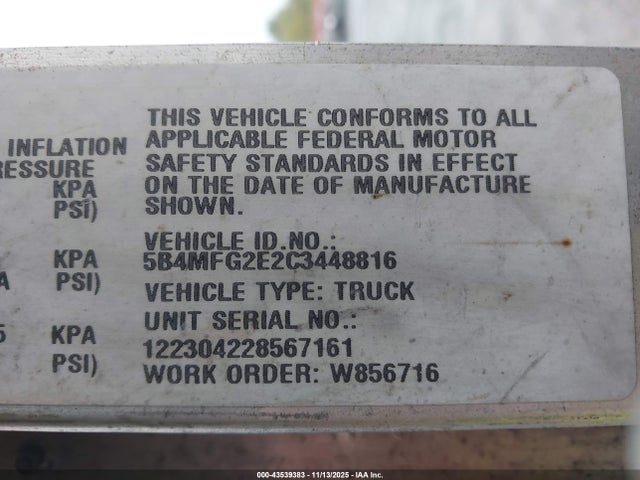 THIS VEHICLE CONFORMS TO ALL
APPLICABLE FEDERAL MOTOR
SAFETY STANDARDS IN EFFECT
ON THE DATE OF MANUFACTURE
SHOWN.
INFLATION
RESSURE
KPA
PSI)
VEHICLE ID.NO.:
5B4MFG2E2C3448816
KPA
A PSI)
VEHICLE TYPE: TRUCK
UNIT SERIAL NO.:
5 KPA
122304228567161
PSI)
WORK ORDER: W856716
000-43539383 - 11/13/2025 - IAA Inc.